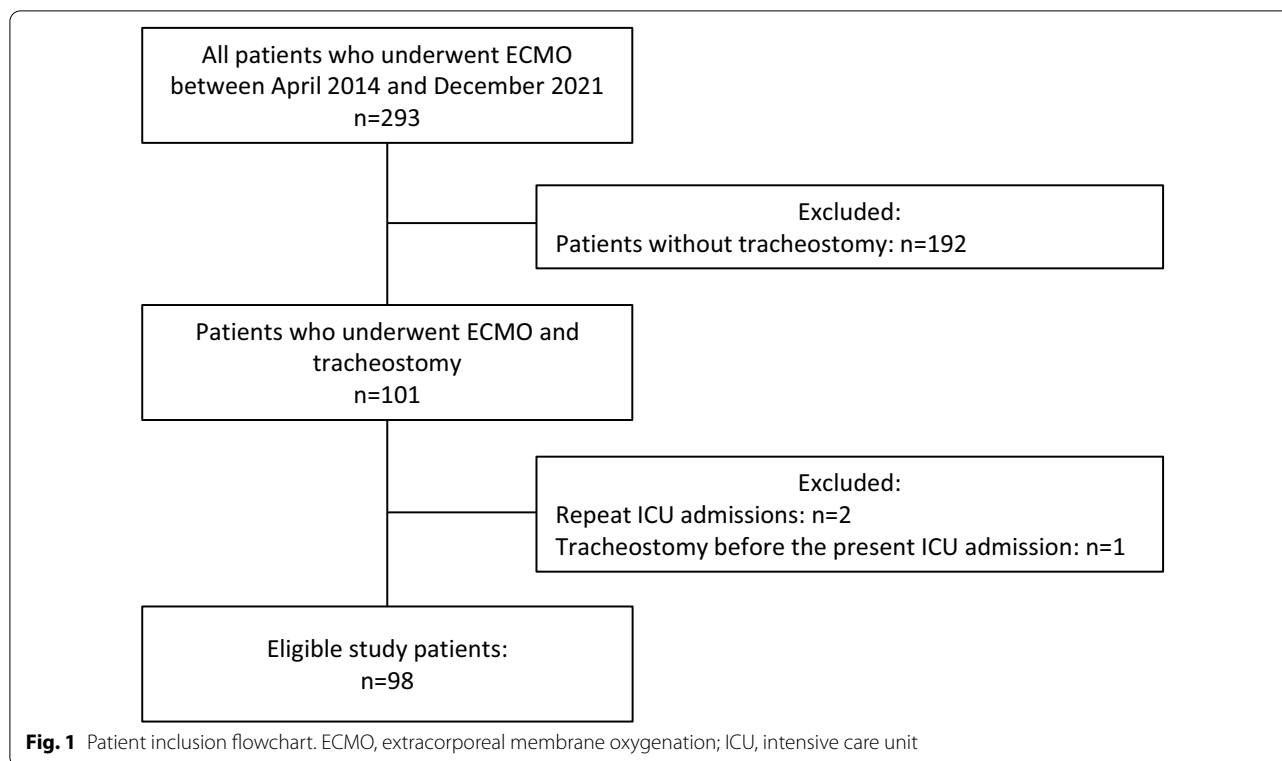 All patients who underwent ECMO
between April 2014 and December 2021
n=293
Excluded:
Patients without tracheostomy: n=192
Patients who underwent ECMO and
tracheostomy
n=101
Excluded:
Repeat ICU admissions: n=2
Tracheostomy before the present ICU admission: n=1
Eligible study patients:
n=98
Fig. 1 Patient inclusion flowchart. ECMO, extracorporeal membrane oxygenation; ICU, intensive care unit